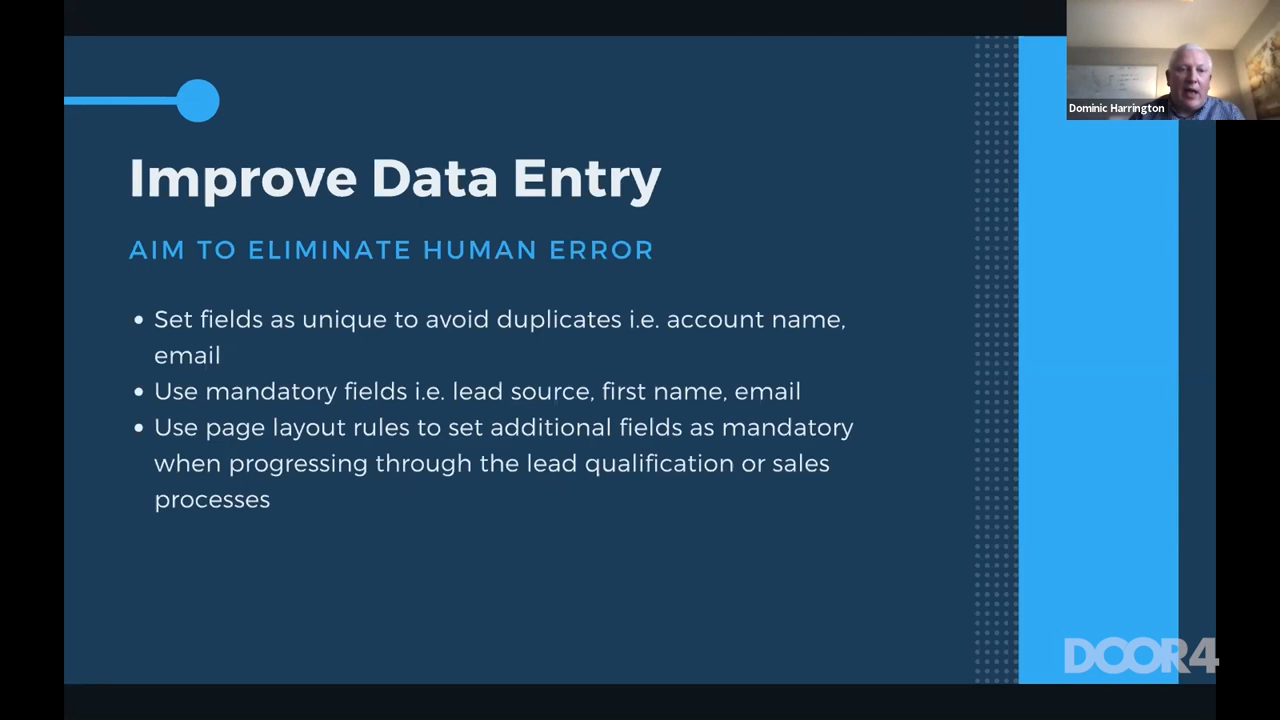 Dominic Harrington
Improve Data Entry
AIM TO ELIMINATE HUMAN ERROR
• Set fields as unique to avoid duplicates i.e. account name,
email
• Use mandatory fields i.e. lead source, first name, email
• Use page layout rules to set additional fields as mandatory
when progressing through the lead qualification or sales
processes
DOOR4